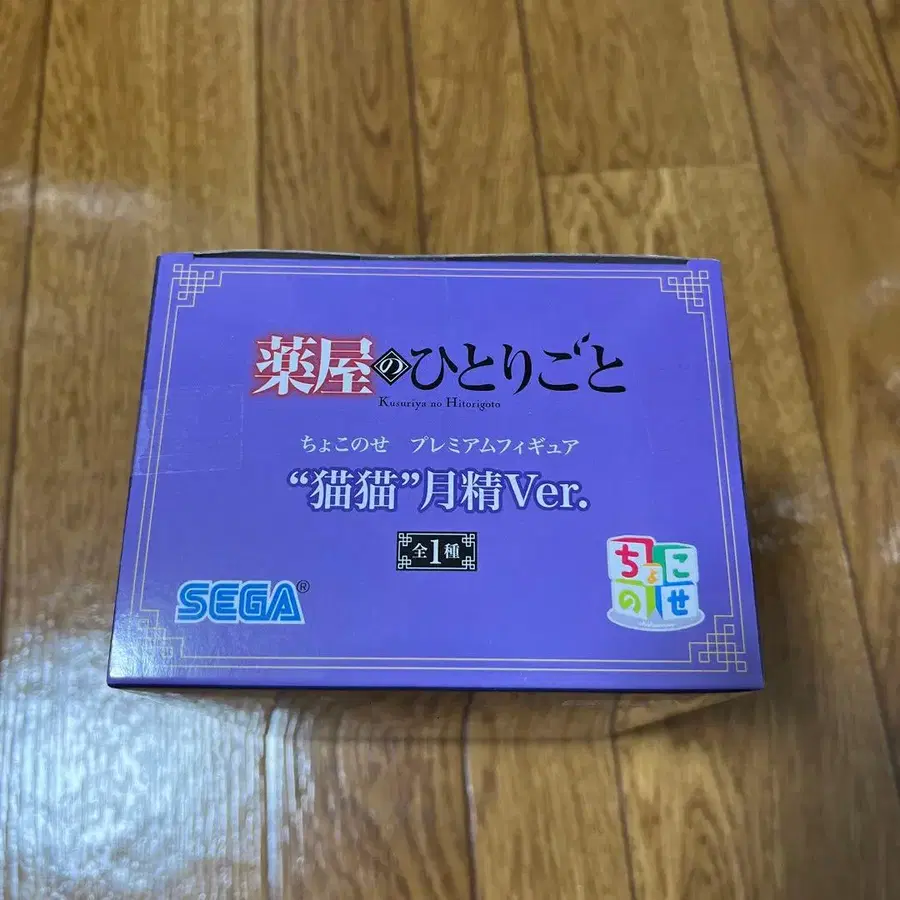 薬屋のひとりごと
Kusuriya no Hitorigoto
ちょこのせ プレミアムフィギュア
“猫猫”月精Ver.
全1種
SEGA®
ちょこのせ